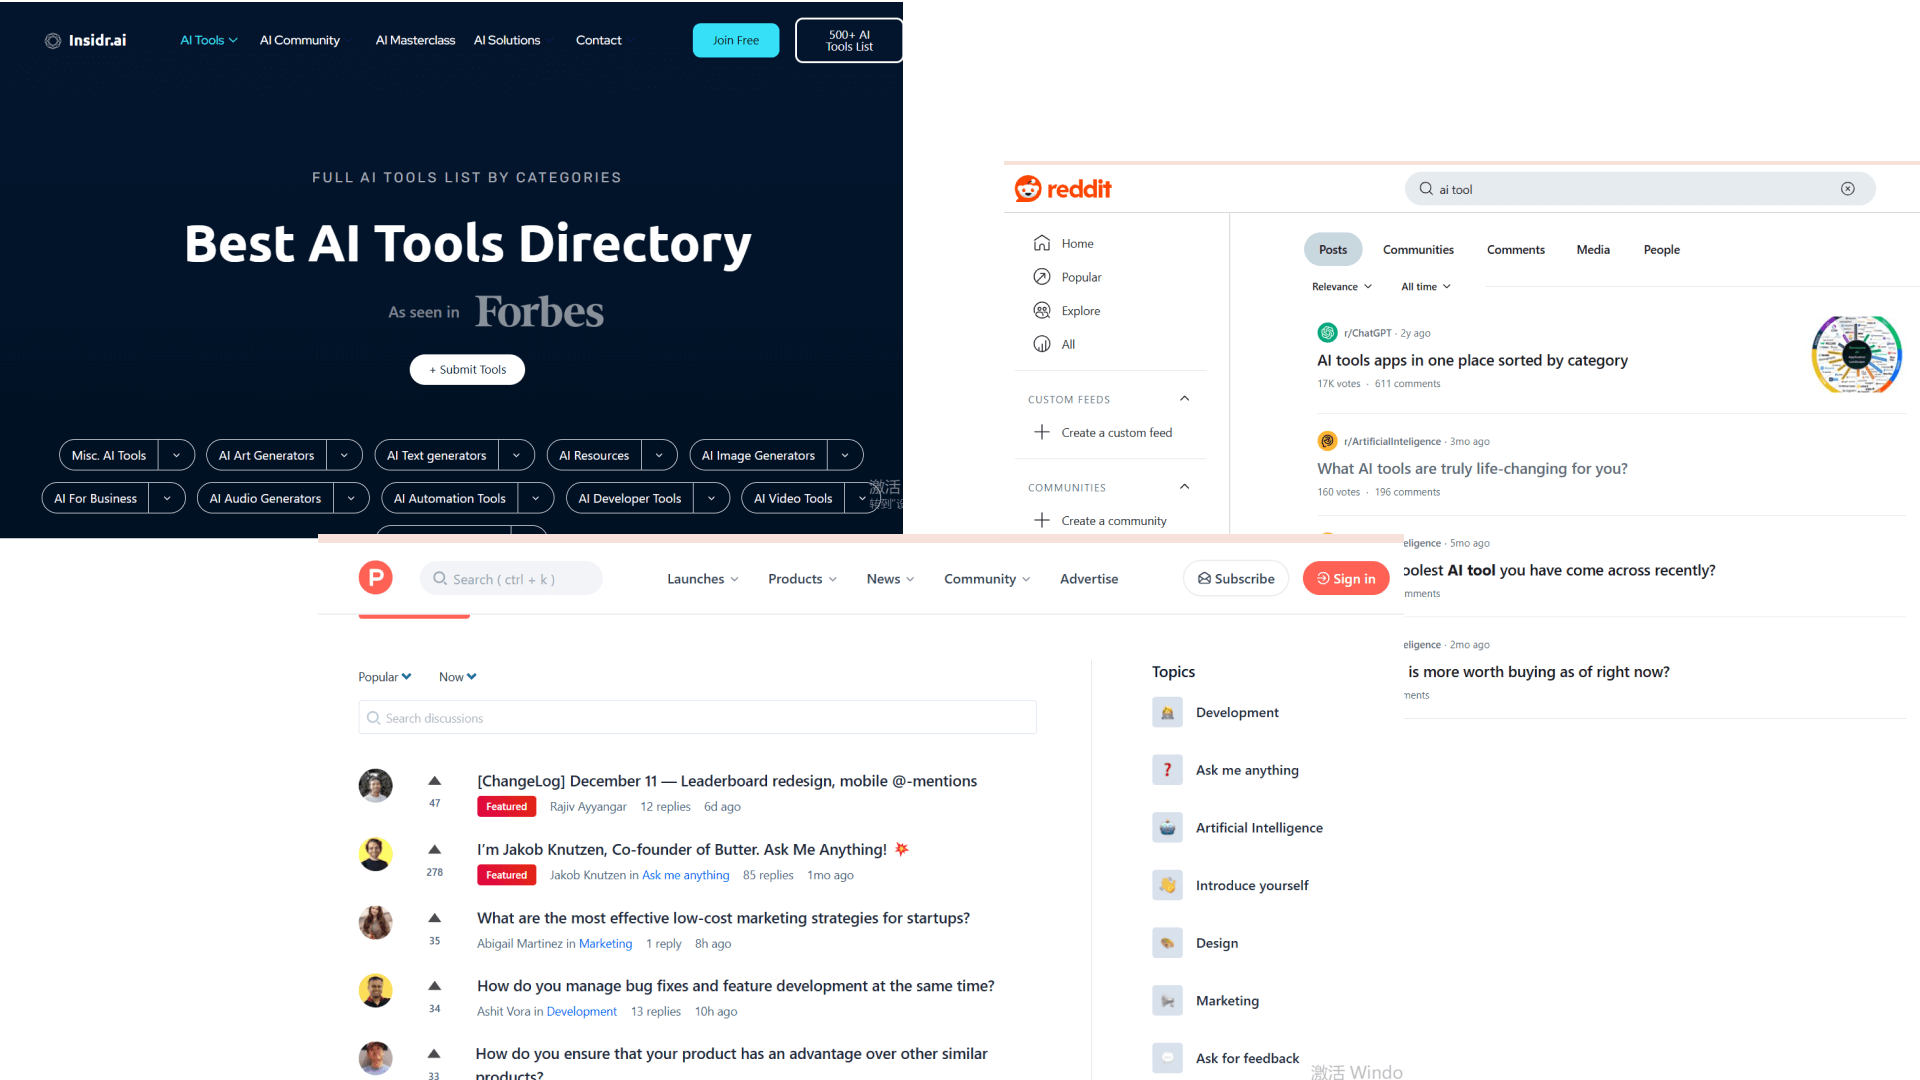 Insidr.ai
AI Tools
AI Community
AI Masterclass
AI Solutions
Contact
Join Free
500+ AI
Tools List
FULL AI TOOLS LIST BY CATEGORIES
Best AI Tools Directory
As seen in Forbes
+ Submit Tools
Misc. AI Tools
AI Art Generators
AI Text generators
AI Resources
AI Image Generators
AI For Business
AI Audio Generators
AI Automation Tools
AI Developer Tools
AI Video Tools
激活
转到"设
reddit
ai tool
Home
Popular
Explore
All
CUSTOM FEEDS
Create a custom feed
COMMUNITIES
Create a community
Posts
Communities
Comments
Media
People
Relevance
All time
r/ChatGPT · 2y ago
AI tools apps in one place sorted by category
17K votes · 611 comments
r/ArtificialInteligence · 3mo ago
What AI tools are truly life-changing for you?
160 votes · 196 comments
eligence · 5mo ago
oolest AI tool you have come across recently?
mments
eligence · 2mo ago
is more worth buying as of right now?
ments
P
Search ( ctrl + k )
Launches
Products
News
Community
Advertise
Subscribe
Sign in
Popular
Now
Search discussions
47
[ChangeLog] December 11 — Leaderboard redesign, mobile @-mentions
Featured Rajiv Ayyangar 12 replies 6d ago
278
I'm Jakob Knutzen, Co-founder of Butter. Ask Me Anything! 💥
Featured Jakob Knutzen in Ask me anything 85 replies 1mo ago
35
What are the most effective low-cost marketing strategies for startups?
Abigail Martinez in Marketing 1 reply 8h ago
34
How do you manage bug fixes and feature development at the same time?
Ashit Vora in Development 13 replies 10h ago
33
How do you ensure that your product has an advantage over other similar
products?
Topics
Development
Ask me anything
Artificial Intelligence
Introduce yourself
Design
Marketing
Ask for feedback
激活 Windo